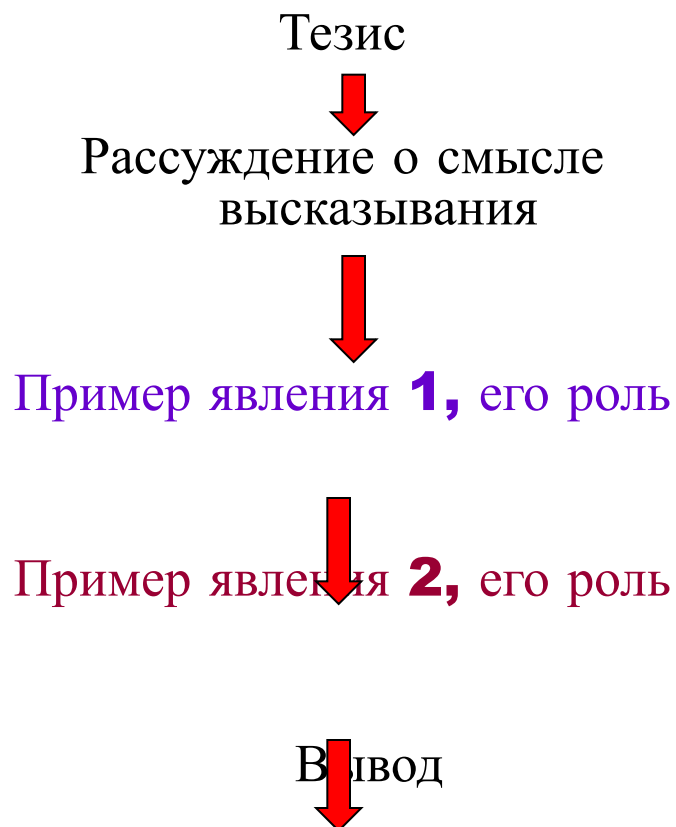 Тезис
Рассуждение о смысле
высказывания
Пример явления 1, его роль
Пример явления 2, его роль
Вывод